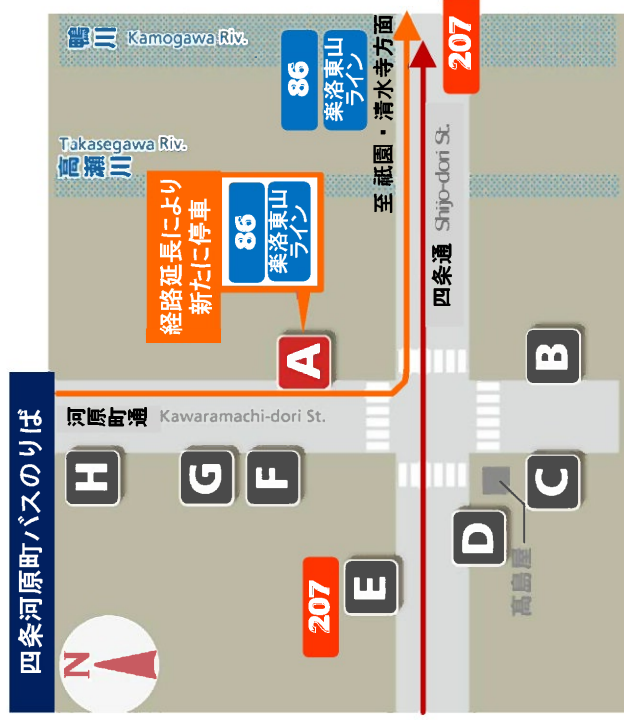 四条河原町バスのりば
N
鴨川 Kamogawa Riv.
Takasegawa Riv.
高瀬川
経路延長により
新たに停車
86
楽洛東山
ライン
86
楽洛東山
ライン
至 祇園・清水寺方面
207
四条通 Shijo-dori St.
河原町通 Kawaramachi-dori St.
A
B
C
D
E
F
G
H
207
髙島屋